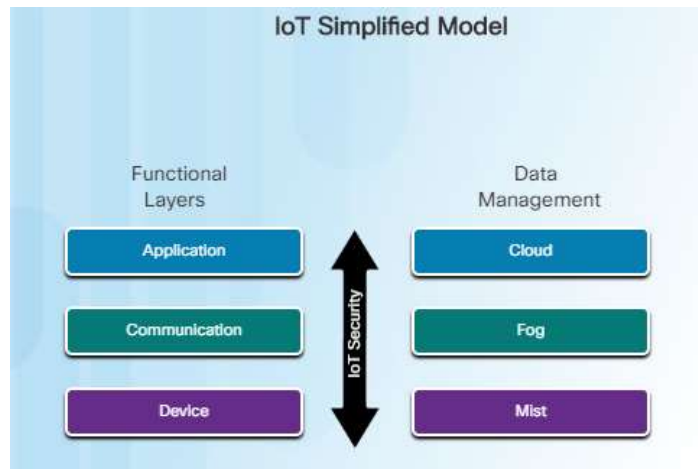 IoT Simplified Model
Functional
Layers
Data
Management
Application
Cloud
IoT Security
Communication
Fog
Device
Mist